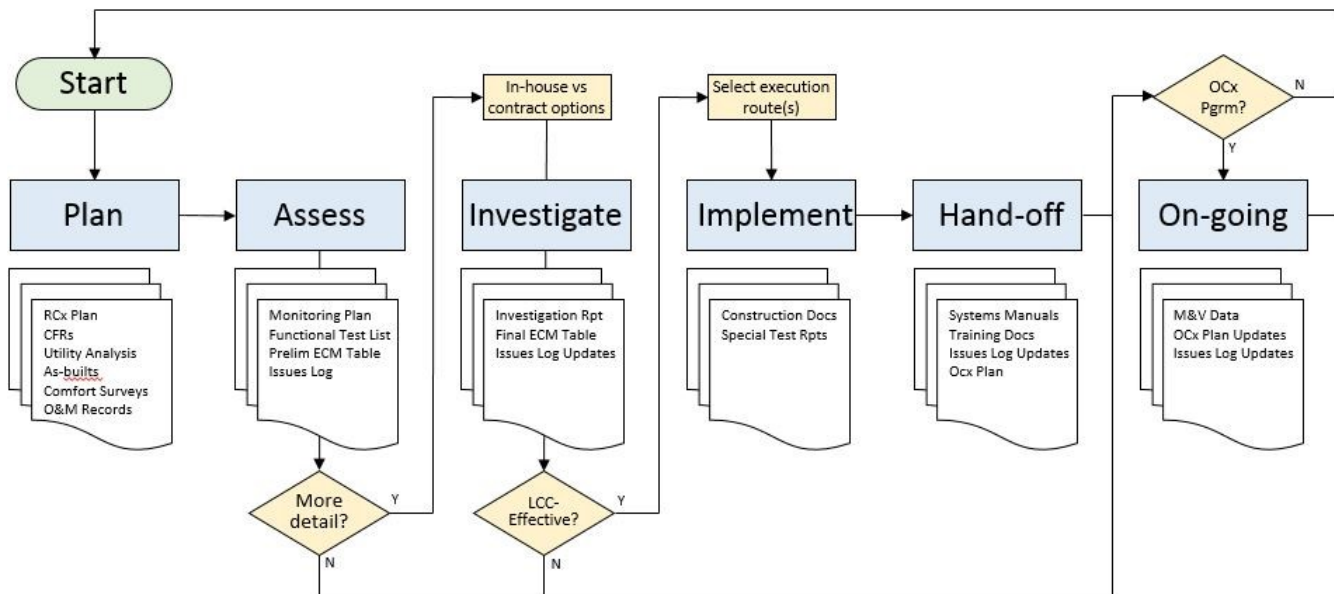 Start
In-house vs
contract options
Select execution
route(s)
OCx
Pgrm?
N
Y
Plan
Assess
Investigate
Implement
Hand-off
On-going
RCx Plan
CFRs
Utility Analysis
As-builts
Comfort Surveys
O&M Records
Monitoring Plan
Functional Test List
Prelim ECM Table
Issues Log
Investigation Rpt
Final ECM Table
Issues Log Updates
Construction Docs
Special Test Rpts
Systems Manuals
Training Docs
Issues Log Updates
Ocx Plan
M&V Data
OCx Plan Updates
Issues Log Updates
More
detail?
Y
N
LCC-
Effective?
Y
N